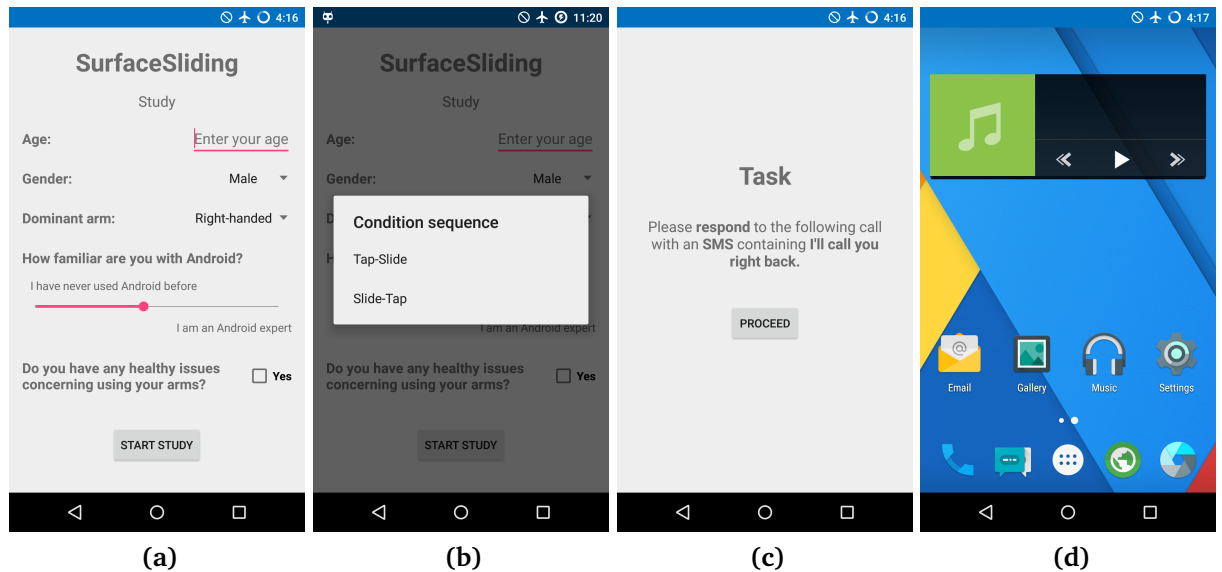 4:16
SurfaceSliding
Study
Age:
Enter your age
Gender:
Male
Dominant arm:
Right-handed
How familiar are you with Android?
I have never used Android before
I am an Android expert
Do you have any healthy issues
concerning using your arms?
Yes
START STUDY
(a)
11:20
SurfaceSliding
Study
Age:
Enter your age
Gender:
Male
D
Condition sequence
Tap-Slide
H
Slide-Tap
I am an Android expert
Do you have any healthy issues
concerning using your arms?
Yes
START STUDY
(b)
4:16
Task
Please respond to the following call
with an SMS containing I'll call you
right back.
PROCEED
(c)
4:17
@
Email
Gallery
Music
Settings
(d)